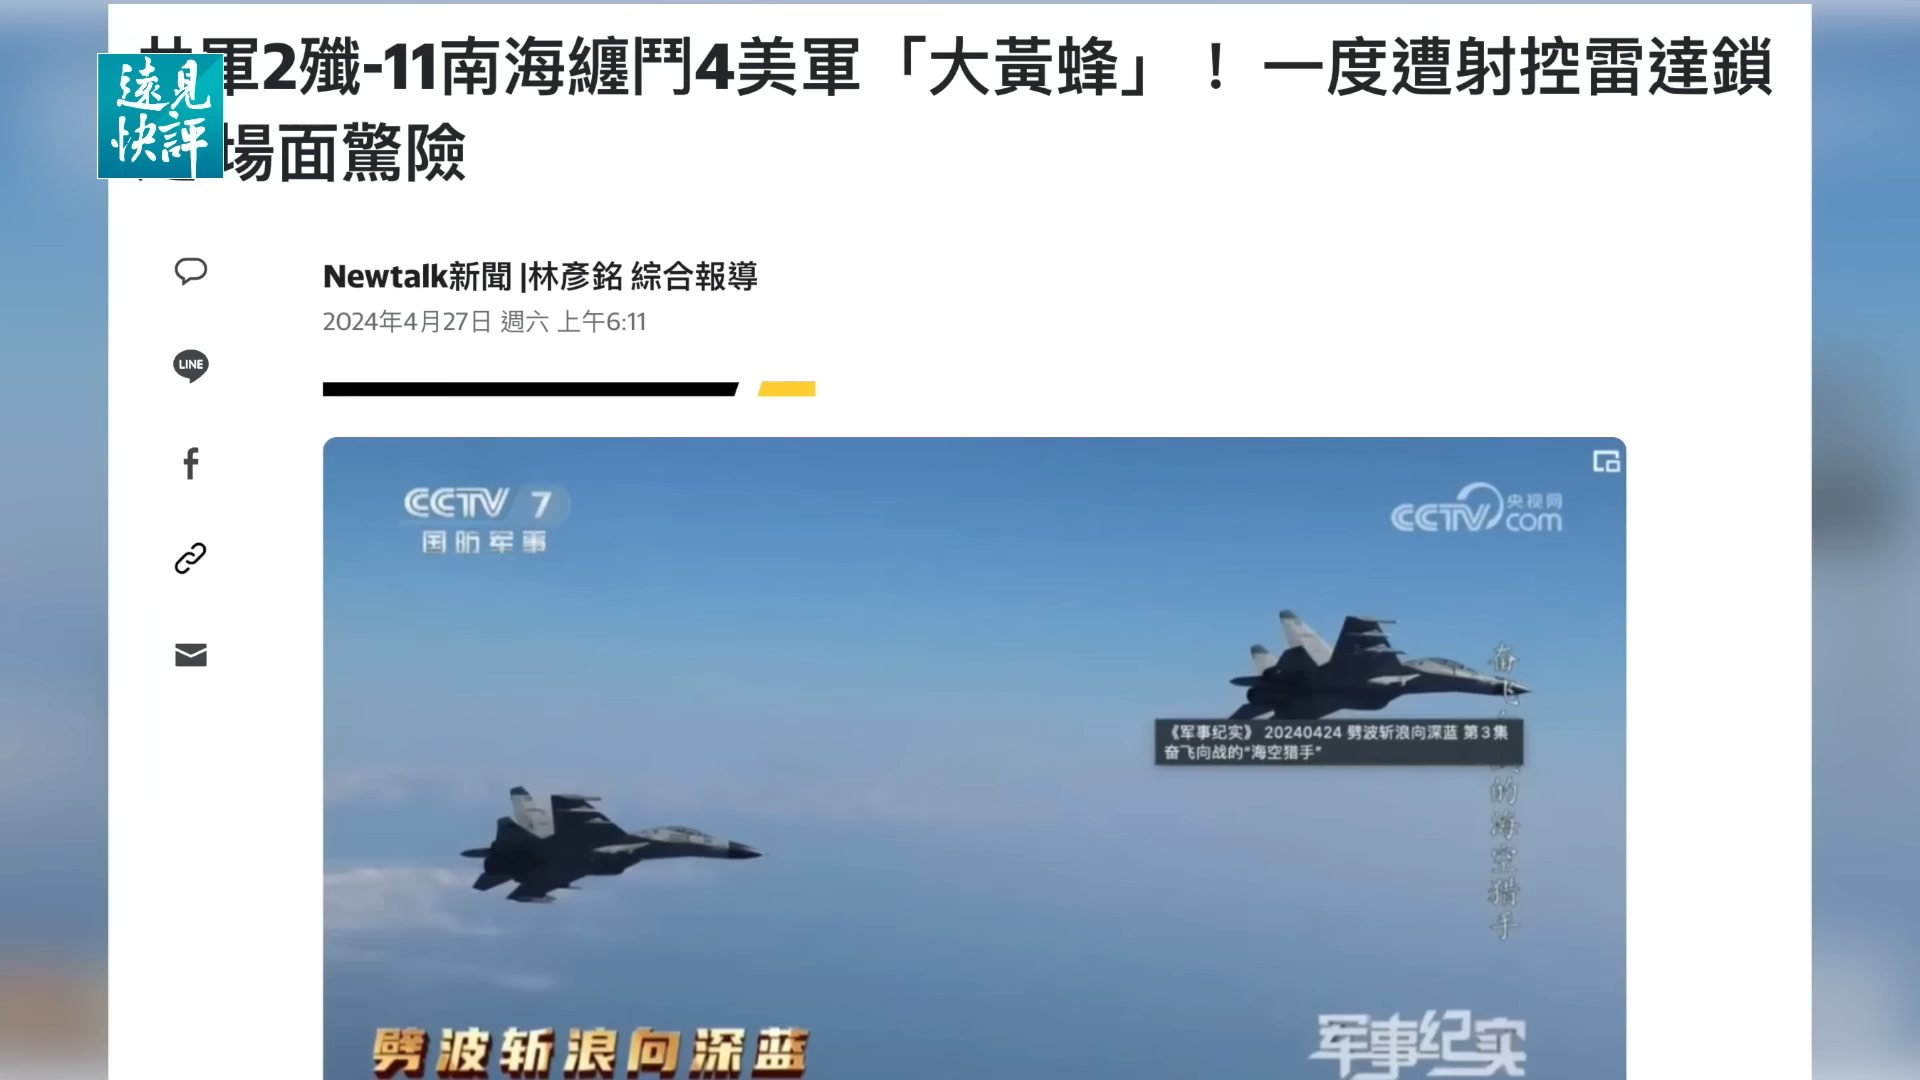 共軍2殲-11南海纏鬥4美軍「大黃蜂」！ 一度遭射控雷達鎖
場面驚險
遠見
快評
Newtalk新聞 |林彥銘 綜合報導
2024年4月27日 週六 上午6:11
LINE
CCTV 7
国防军事
CCTV 央视网
com
《军事纪实》 20240424 劈波斩浪向深蓝 第3集
奋飞向战的“海空猎手”
劈波斩浪向深蓝
军事纪实